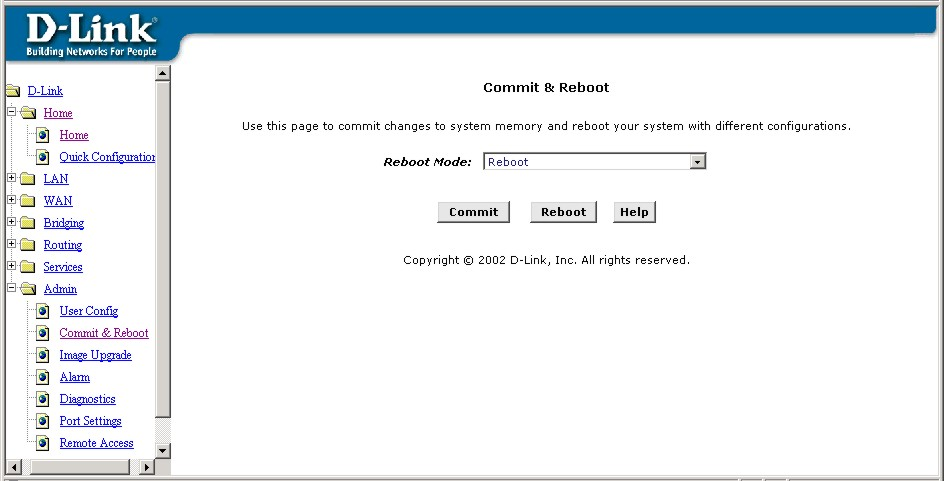 D-Link
Building Networks For People
D-Link
Home
Home
Quick Configuration
LAN
WAN
Bridging
Routing
Services
Admin
User Config
Commit & Reboot
Image Upgrade
Alarm
Diagnostics
Port Settings
Remote Access
Commit & Reboot
Use this page to commit changes to system memory and reboot your system with different configurations.
Reboot Mode: Reboot
Commit Reboot Help
Copyright © 2002 D-Link, Inc. All rights reserved.